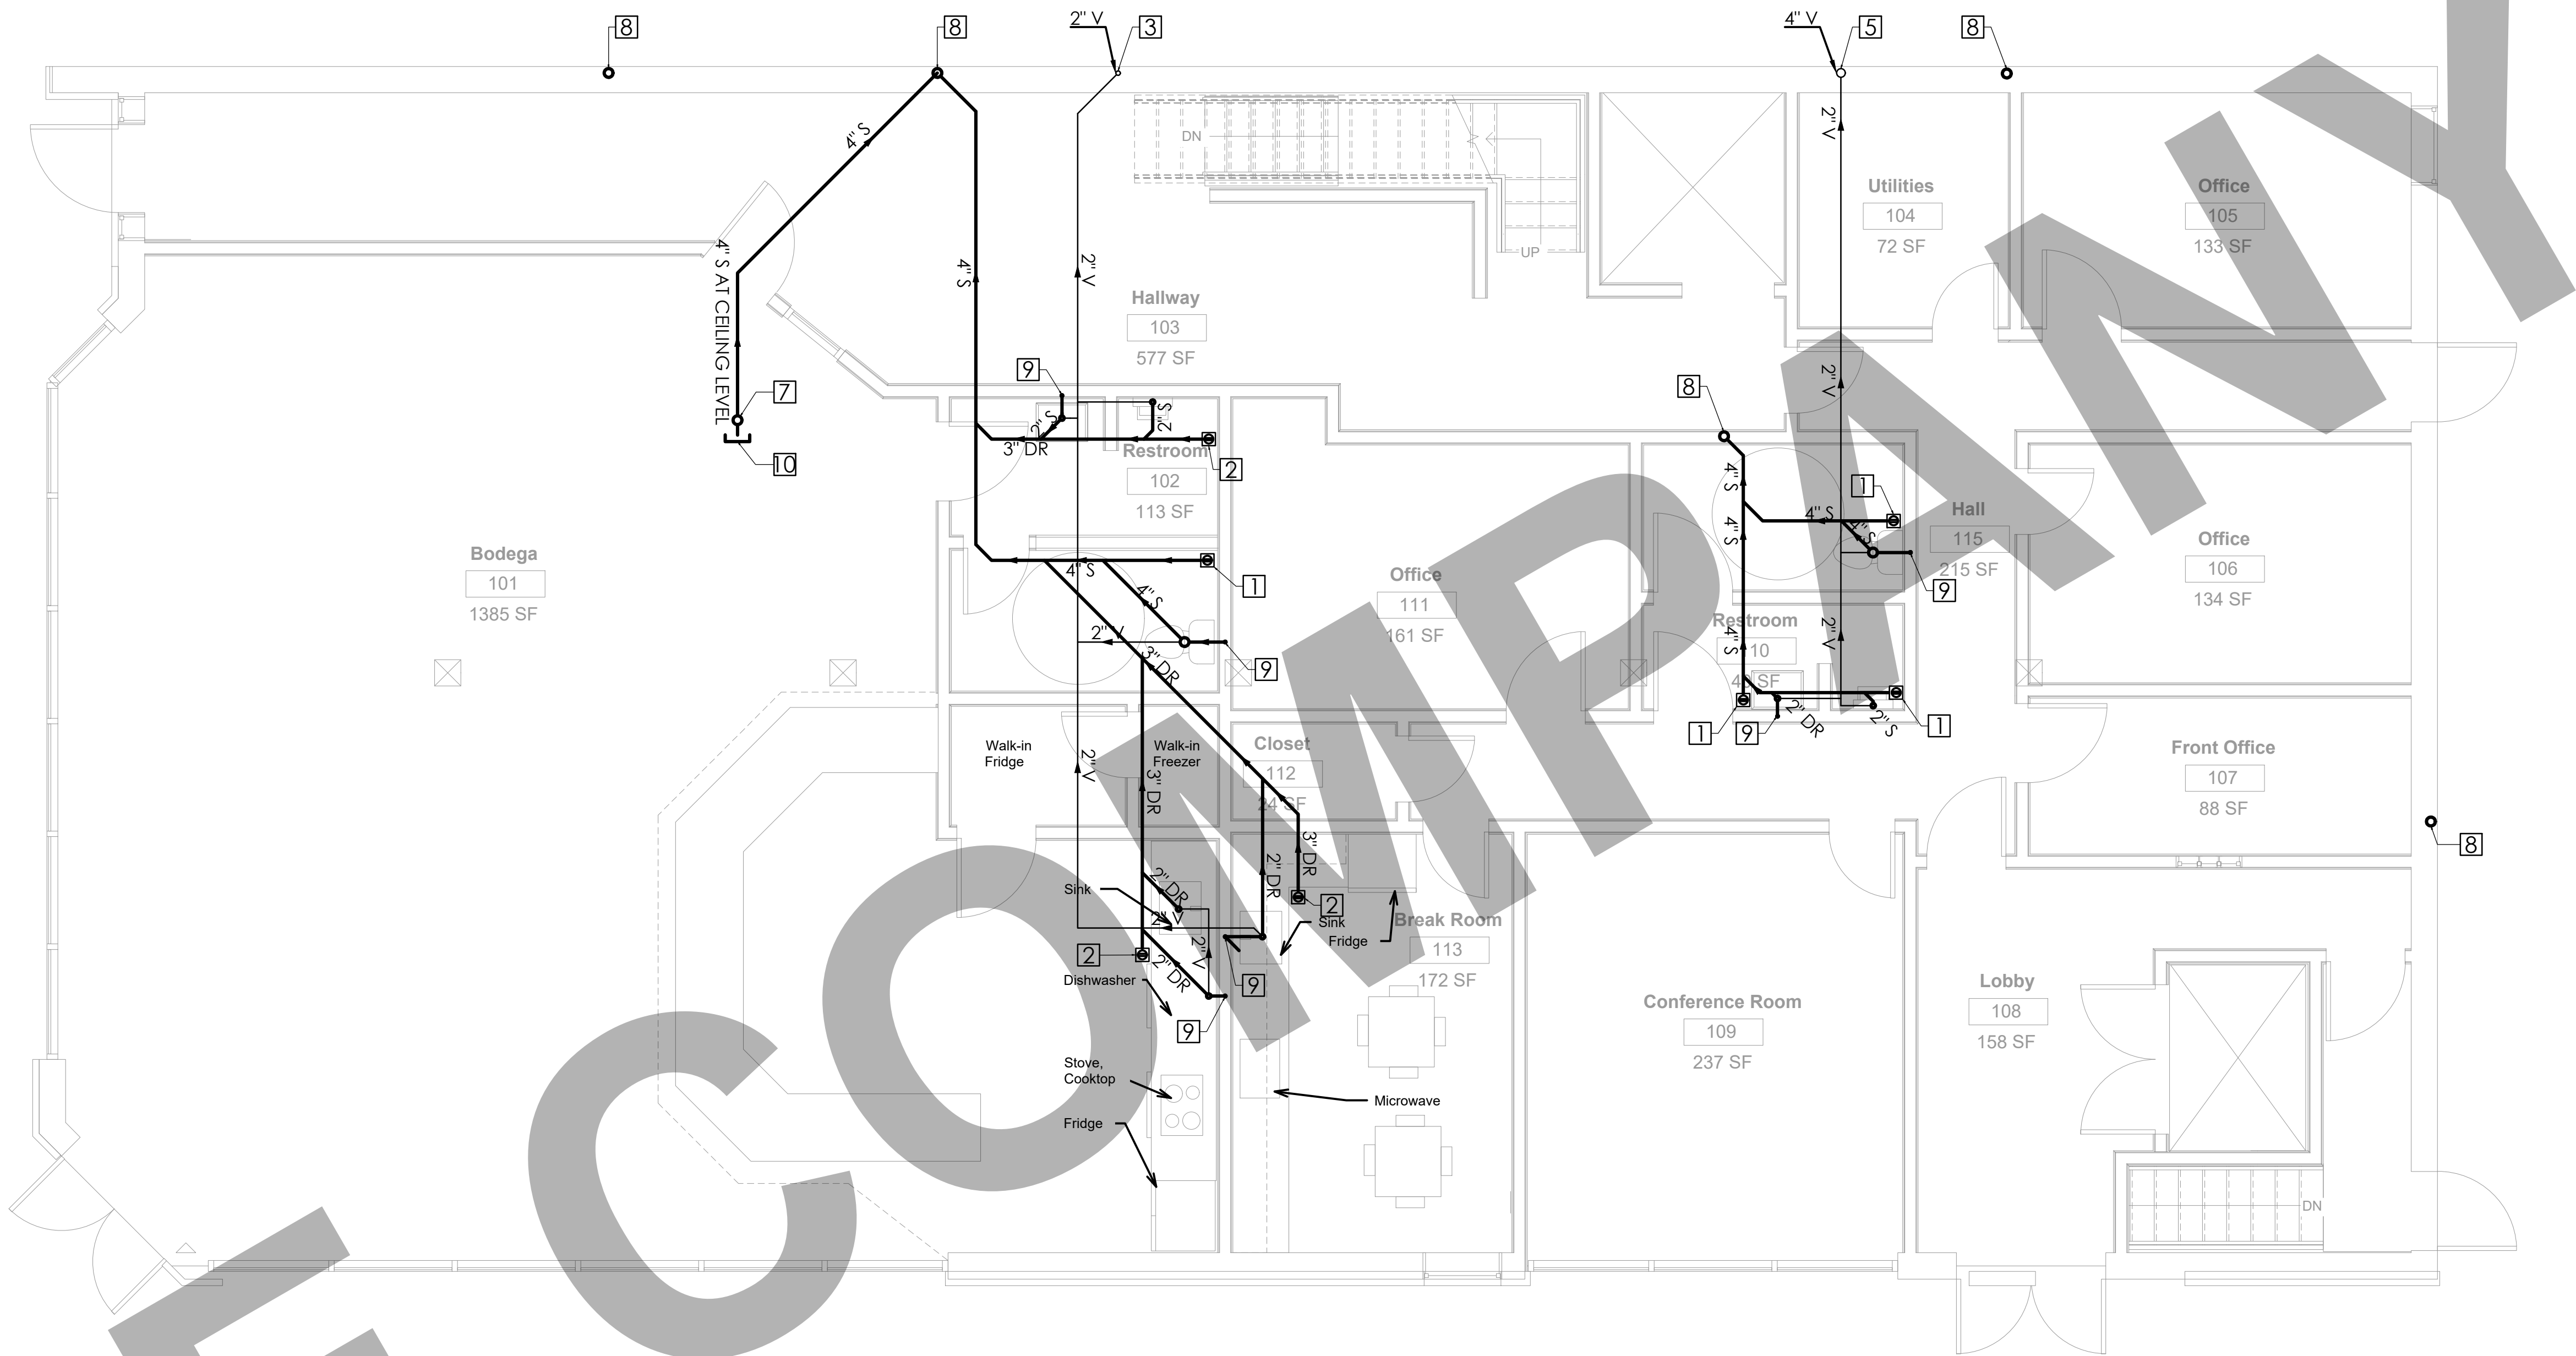 8
8
2" V
3
4" V
5
8
4" S
2" V
DN
UP
Utilities
104
72 SF
Office
105
133 SF
4" S AT CEILING LEVEL
4" S
2" V
Hallway
103
577 SF
7
10
9
2" S
2" S
3" DR
Restroom
102
113 SF
2
8
2" V
4" S
4" S
1
4" S
4" S
Hall
115
215 SF
9
Office
106
134 SF
Bodega
101
1385 SF
4" S
1
4" S
2" V
9
3" DR
Office
111
161 SF
Restroom
110
SF
4" S
2" V
1
9
2" DR
2" S
1
Walk-in
Fridge
Walk-in
Freezer
2" V
3" DR
Closet
112
24 SF
Front Office
107
88 SF
8
3" DR
2" DR
2" DR
Sink
2" V
2" V
2
2" DR
2
Sink
Fridge
Break Room
113
172 SF
9
9
Dishwasher
Stove,
Cooktop
Fridge
Microwave
Conference Room
109
237 SF
Lobby
108
158 SF
DN
COMPANY